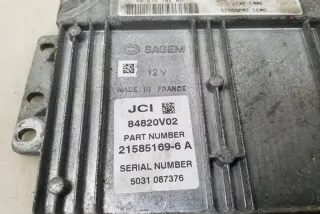 SAGEM
12 V
MADE IN FRANCE
JCI
84820V02
PART NUMBER
21585169-6 A
SERIAL NUMBER
5031 087376